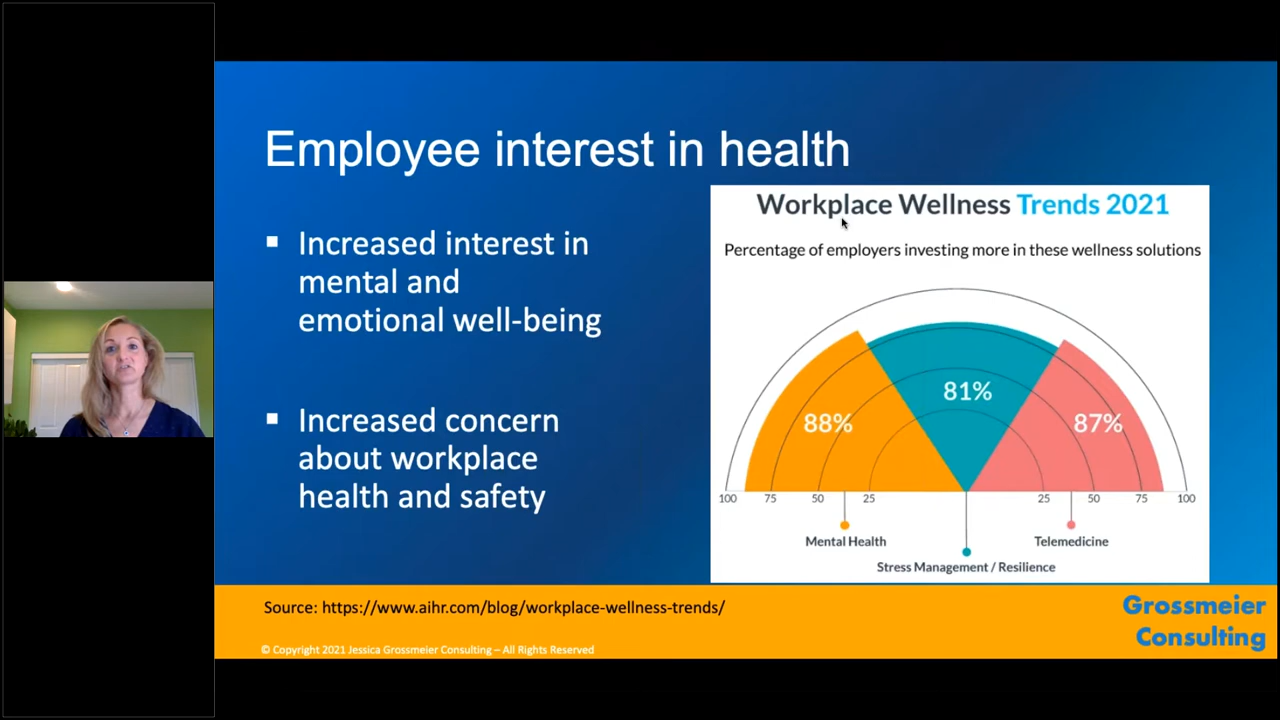 Employee interest in health
Increased interest in
mental and
emotional well-being
Increased concern
about workplace
health and safety
Workplace Wellness Trends 2021
Percentage of employers investing more in these wellness solutions
88%
81%
87%
100 75 50 25 25 50 75 100
Mental Health
Telemedicine
Stress Management / Resilience
Source: https://www.aihr.com/blog/workplace-wellness-trends/
© Copyright 2021 Jessica Grossmeier Consulting – All Rights Reserved
Grossmeier
Consulting